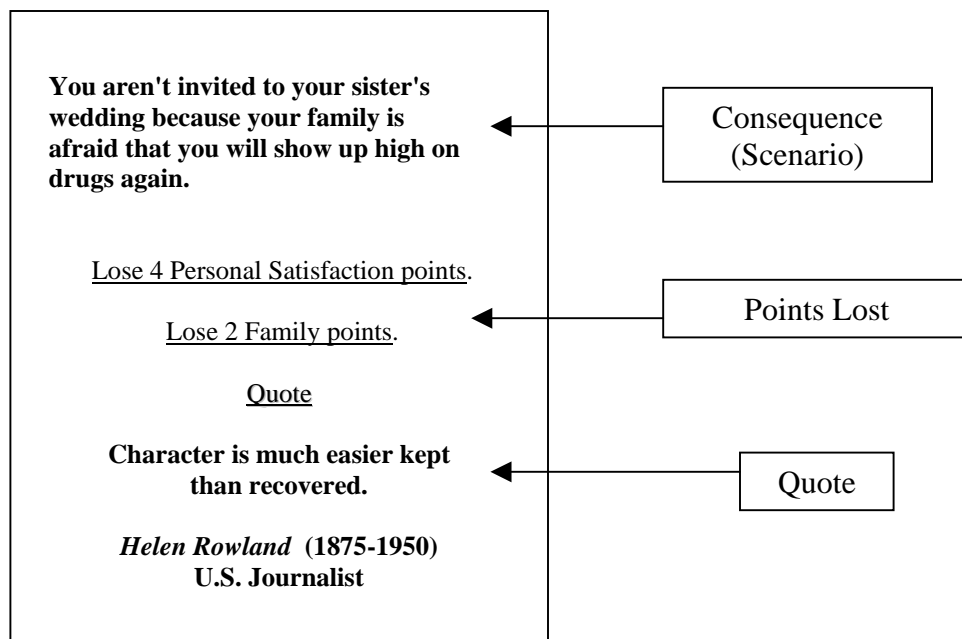 You aren't invited to your sister's
wedding because your family is
afraid that you will show up high on
drugs again.
Consequence
(Scenario)
Lose 4 Personal Satisfaction points.
Lose 2 Family points.
Points Lost
Quote
Character is much easier kept
than recovered.
Quote
Helen Rowland (1875-1950)
U.S. Journalist